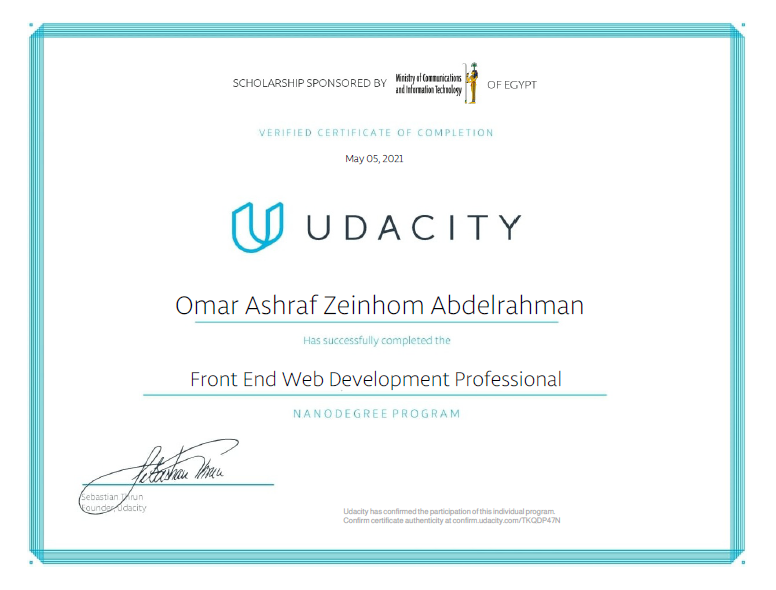 SCHOLARSHIP SPONSORED BY Ministry of Communications and Information Technology OF EGYPT
VERIFIED CERTIFICATE OF COMPLETION
May 05, 2021
UDACITY
Omar Ashraf Zeinhom Abdelrahman
Has successfully completed the
Front End Web Development Professional
NANODEGREE PROGRAM
Sebastian Thrun
Sebastian Thrun
Founder, Udacity
Udacity has confirmed the participation of this individual program.
Confirm certificate authenticity at confirm.udacity.com/TKQDP47N